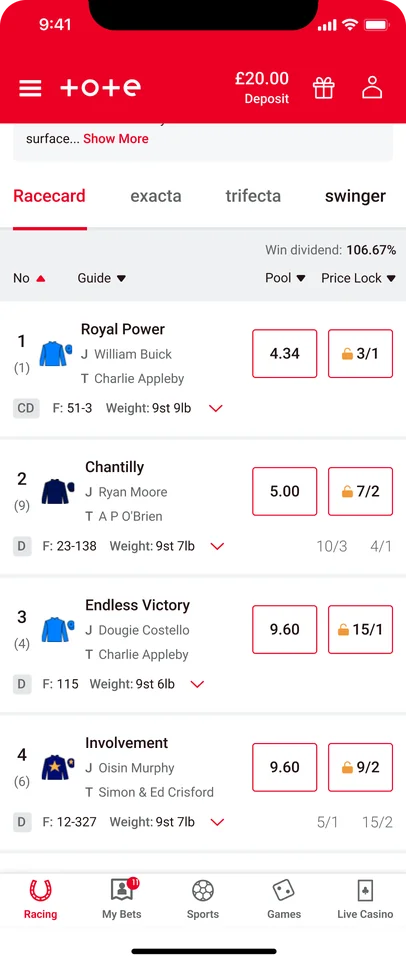 9:41
tote
£20.00
Deposit
surface... Show More
Racecard exacta trifecta swinger
Win dividend: 106.67%
No Guide Pool Price Lock
1
(1)
Royal Power
J William Buick
T Charlie Appleby
4.34 3/1
CD F: 51-3 Weight: 9st 9lb
2
(9)
Chantilly
J Ryan Moore
T A P O'Brien
5.00 7/2
D F: 23-138 Weight: 9st 7lb 10/3 4/1
3
(4)
Endless Victory
J Dougie Costello
T Charlie Appleby
9.60 15/1
D F: 115 Weight: 9st 6lb
4
(6)
Involvement
J Oisin Murphy
T Simon & Ed Crisford
9.60 9/2
D F: 12-327 Weight: 9st 7lb 5/1 15/2
Racing My Bets Sports Games Live Casino